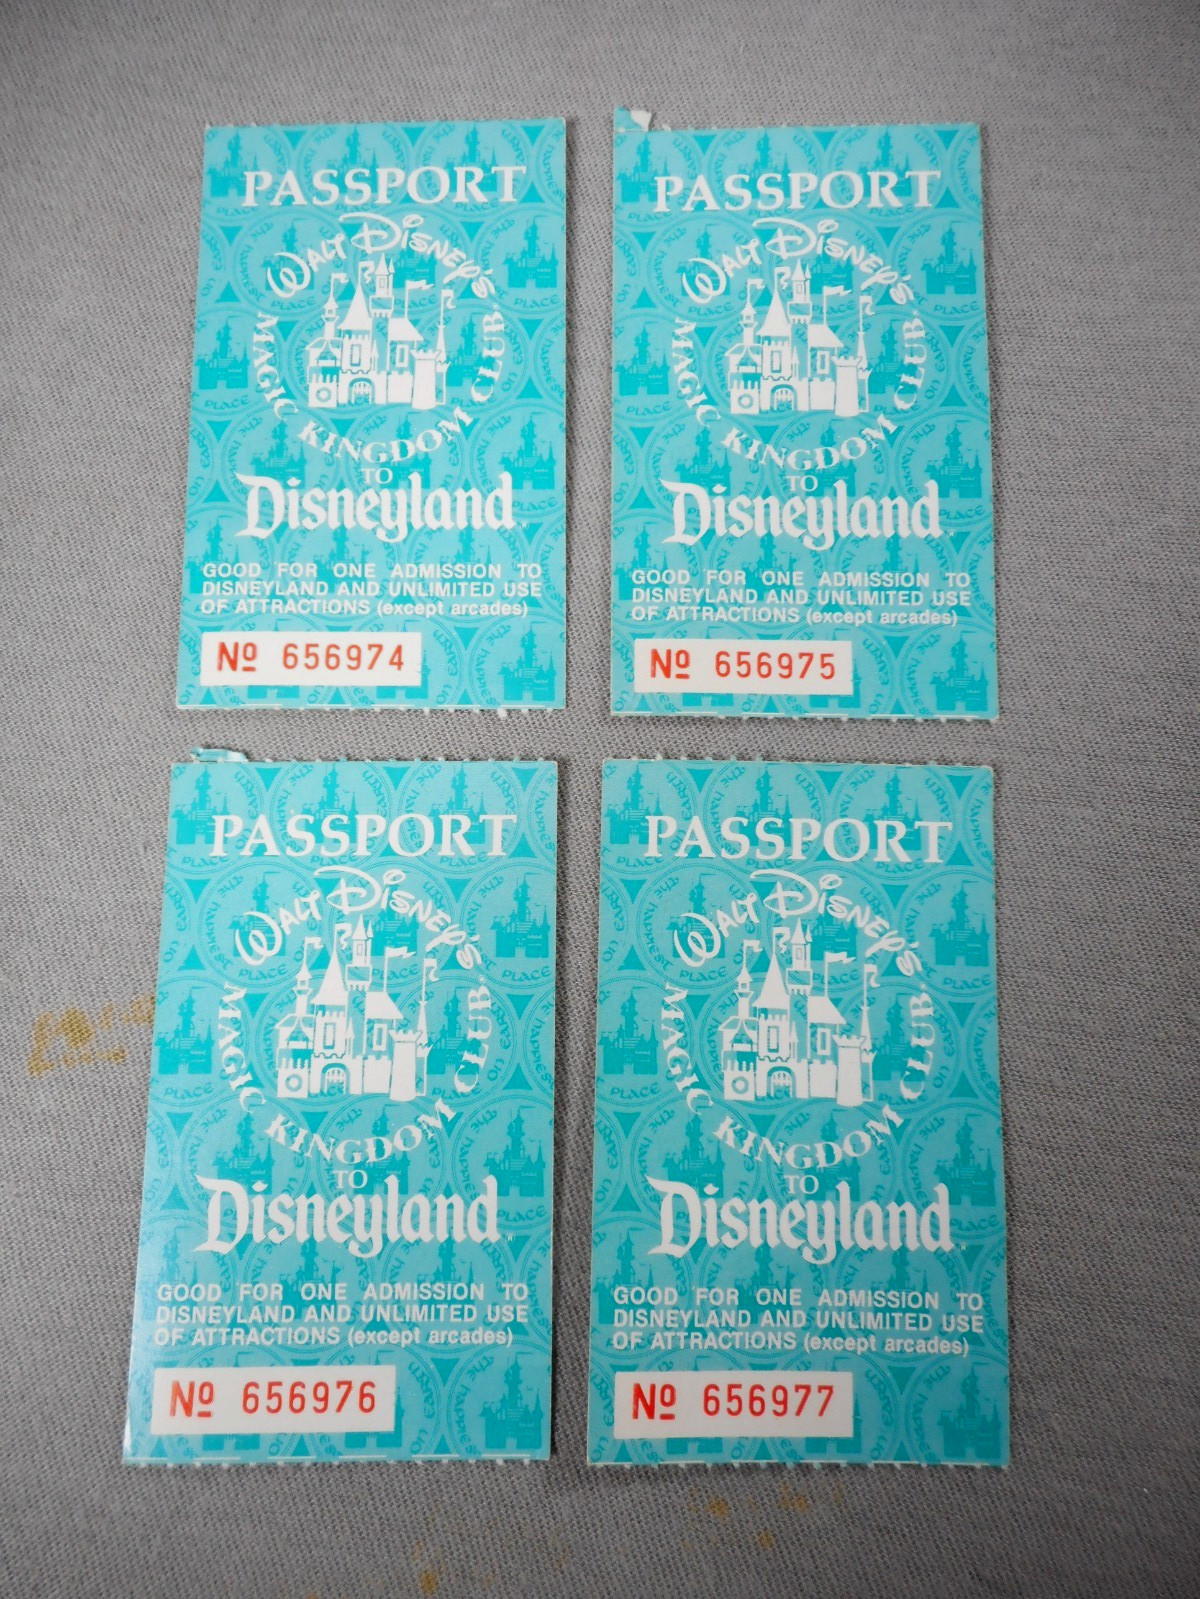 PASSPORT
WALT DISNEY'S
MAGIC KINGDOM CLUB
TO
Disneyland
GOOD FOR ONE ADMISSION TO
DISNEYLAND AND UNLIMITED USE
OF ATTRACTIONS (except arcades)
Nº 656974
PASSPORT
WALT DISNEY'S
MAGIC KINGDOM CLUB
TO
Disneyland
GOOD FOR ONE ADMISSION TO
DISNEYLAND AND UNLIMITED USE
OF ATTRACTIONS (except arcades)
Nº 656975
PASSPORT
WALT DISNEY'S
MAGIC KINGDOM CLUB
TO
Disneyland
GOOD FOR ONE ADMISSION TO
DISNEYLAND AND UNLIMITED USE
OF ATTRACTIONS (except arcades)
Nº 656976
PASSPORT
WALT DISNEY'S
MAGIC KINGDOM CLUB
TO
Disneyland
GOOD FOR ONE ADMISSION TO
DISNEYLAND AND UNLIMITED USE
OF ATTRACTIONS (except arcades)
Nº 656977